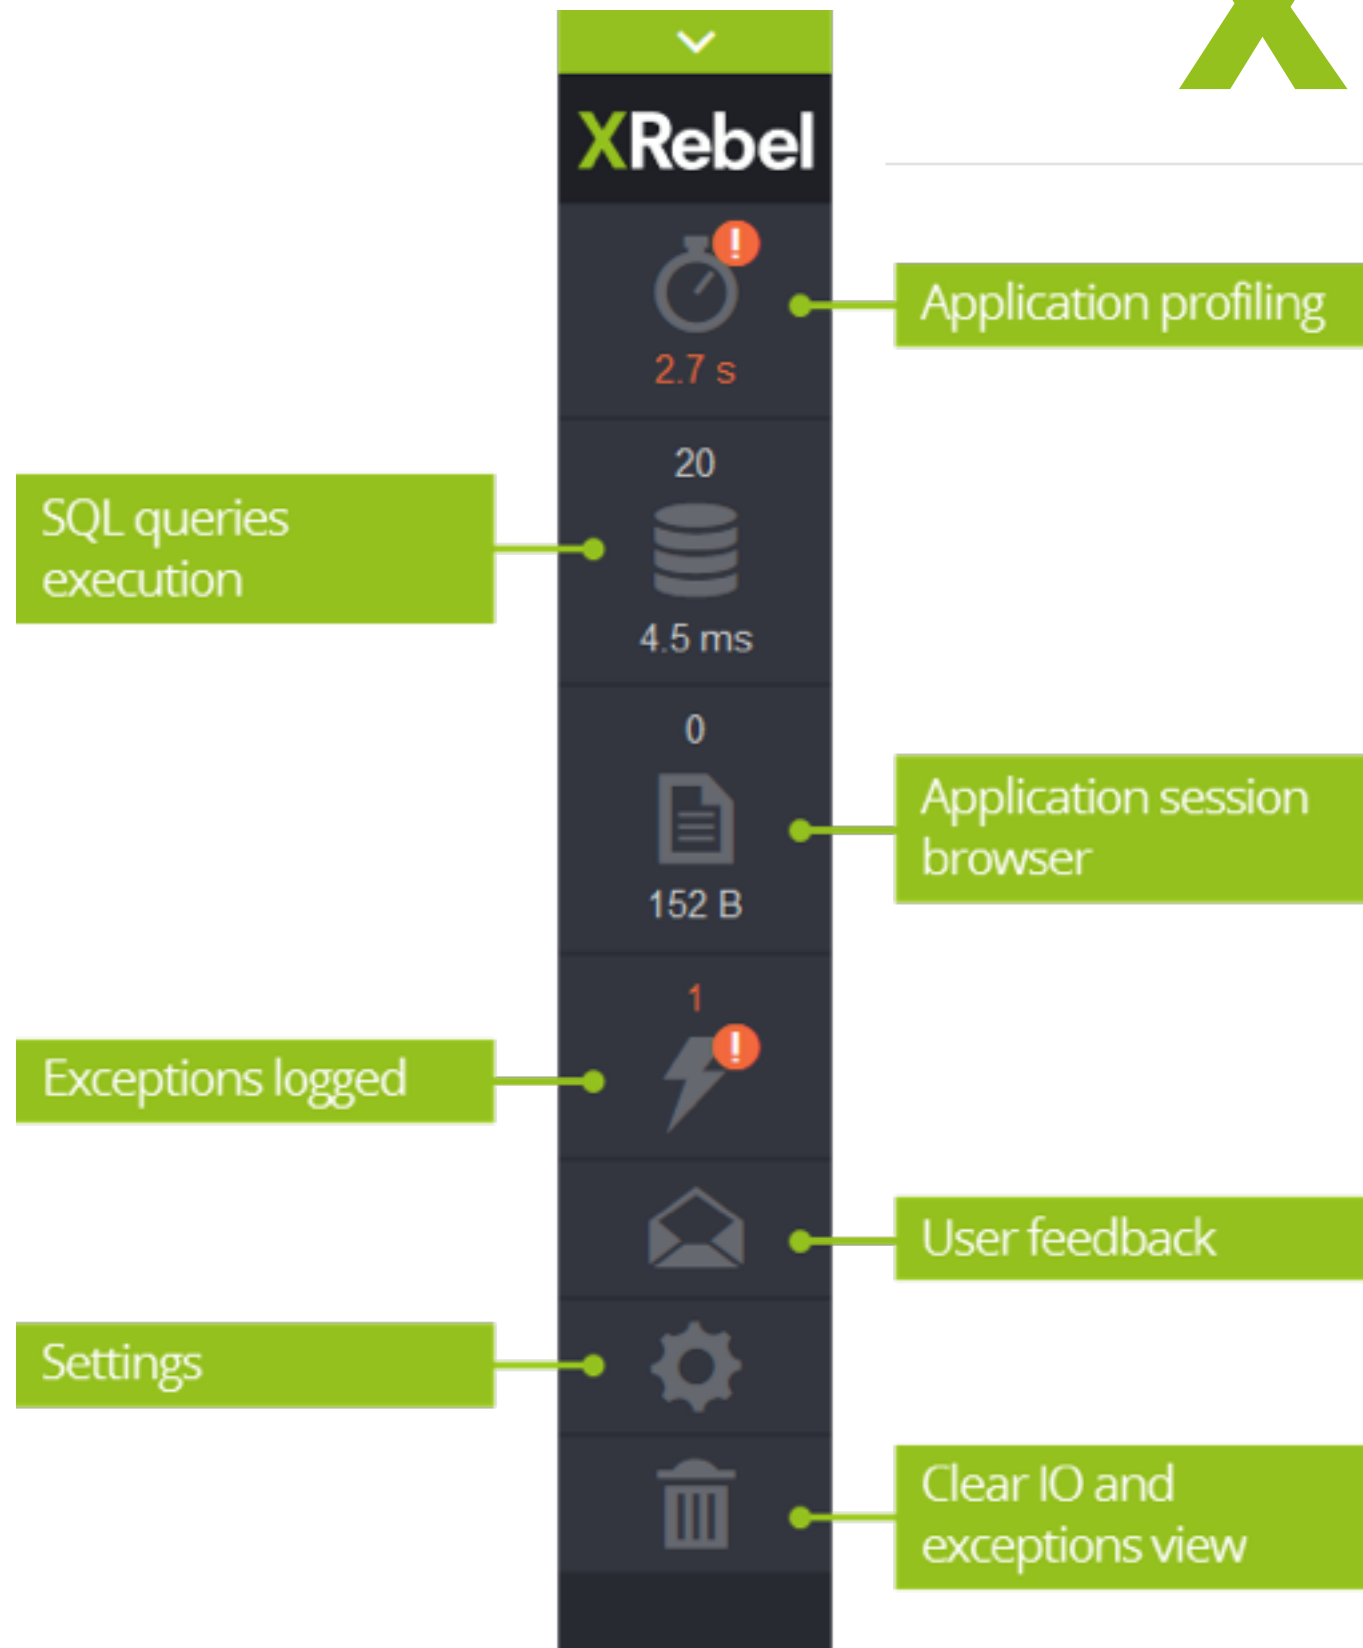 XRebel
!
2.7 s
Application profiling
20
SQL queries
execution
4.5 ms
0
Application session
browser
152 B
1
!
Exceptions logged
User feedback
Settings
Clear IO and
exceptions view